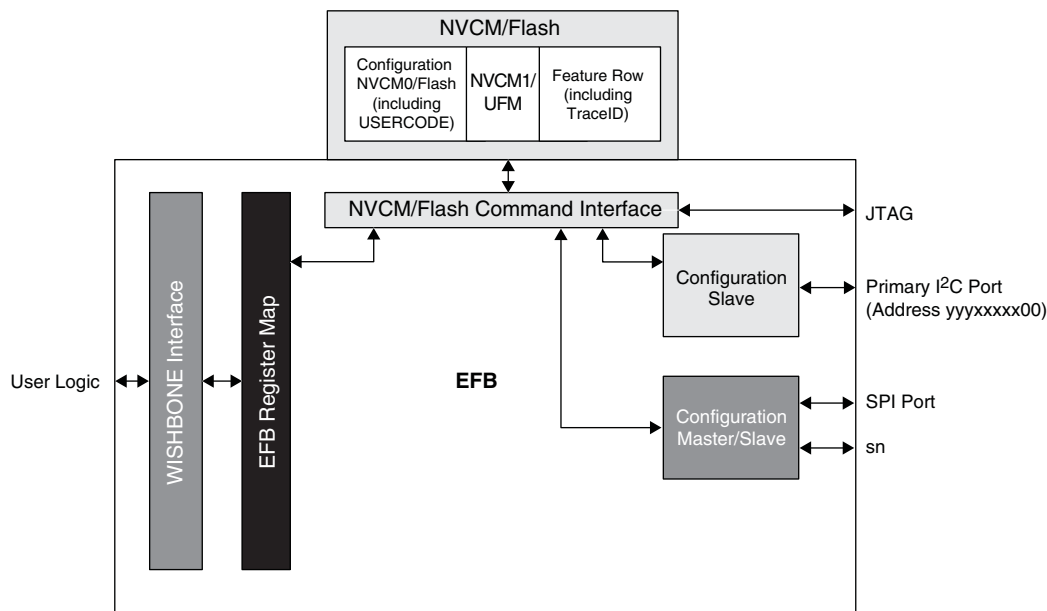 NVCM/Flash
Configuration
NVCM0/Flash
(including
USERCODE)
NVCM1/
UFM
Feature Row
(including
TraceID)
NVCM/Flash Command Interface
JTAG
Configuration
Slave
Primary I²C Port
(Address yyyxxxxx00)
User Logic
WISHBONE Interface
EFB Register Map
EFB
Configuration
Master/Slave
SPI Port
sn